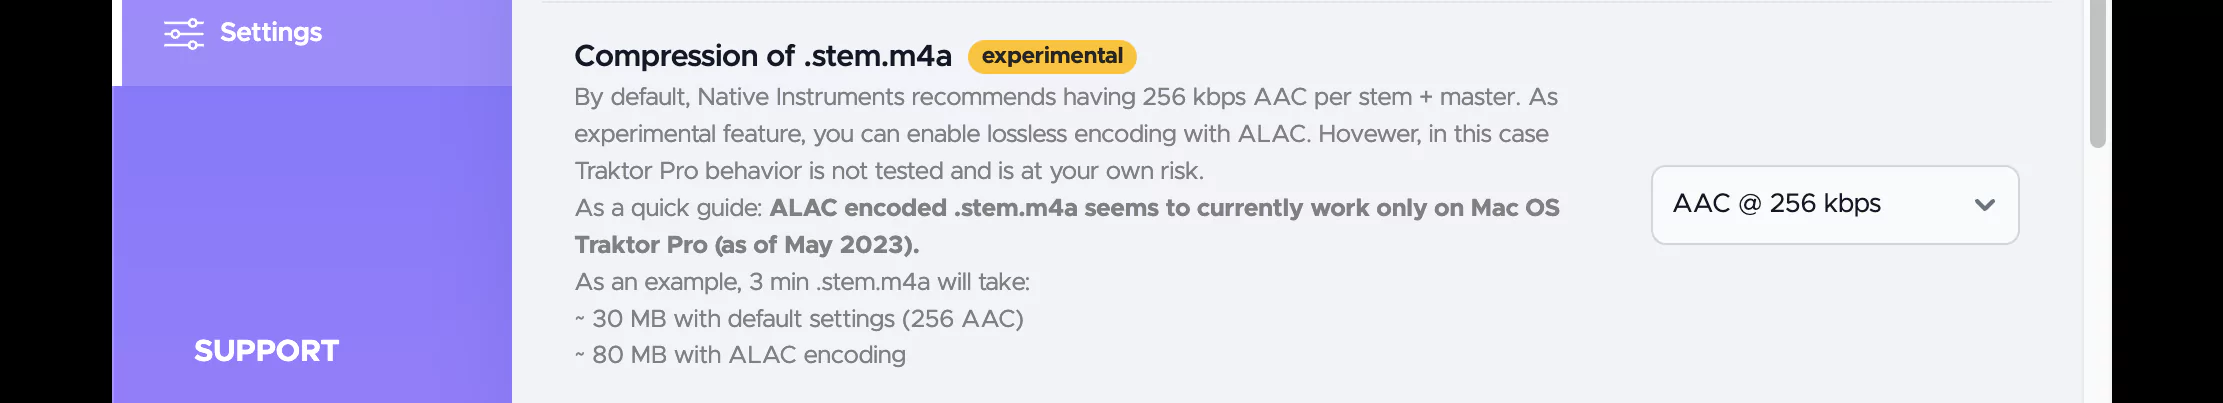 Settings
SUPPORT
Compression of .stem.m4a experimental
By default, Native Instruments recommends having 256 kbps AAC per stem + master. As
experimental feature, you can enable lossless encoding with ALAC. Hovewer, in this case
Traktor Pro behavior is not tested and is at your own risk.
As a quick guide: ALAC encoded .stem.m4a seems to currently work only on Mac OS
Traktor Pro (as of May 2023).
As an example, 3 min .stem.m4a will take:
~ 30 MB with default settings (256 AAC)
~ 80 MB with ALAC encoding
AAC @ 256 kbps